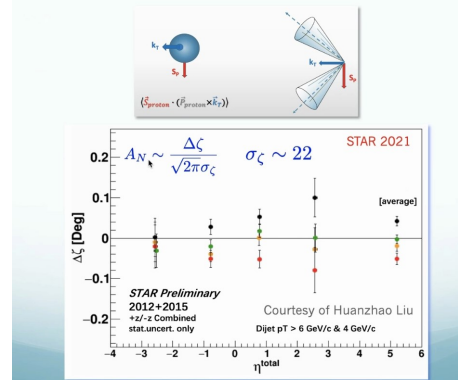 k_T
S_P
k_T
S_P
⟨S⃗_proton · (P⃗_proton×k⃗_T)⟩
A_N ∼ Δζ / √2π σ_ζ   σ_ζ ∼ 22
STAR 2021
0.2
0.1
[average]
0
−0.1
−0.2
Δζ [Deg]
STAR Preliminary
2012+2015
+z/-z Combined
stat.uncert. only
Courtesy of Huanzhao Liu
Dijet pT > 6 GeV/c & 4 GeV/c
−4 −3 −2 −1 0 1 2 3 4 5 6
η^total